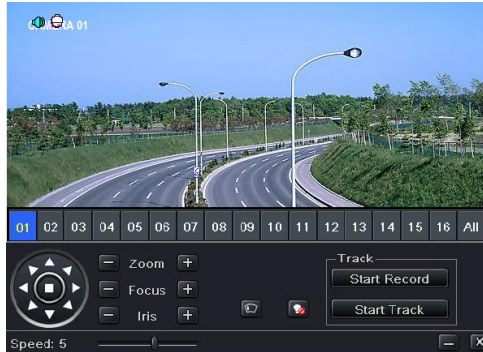 CAMERA 01
01 02 03 04 05 06 07 08 09 10 11 12 13 14 15 16 All
Zoom
Focus
Iris
Track
Start Record
Start Track
Speed: 5